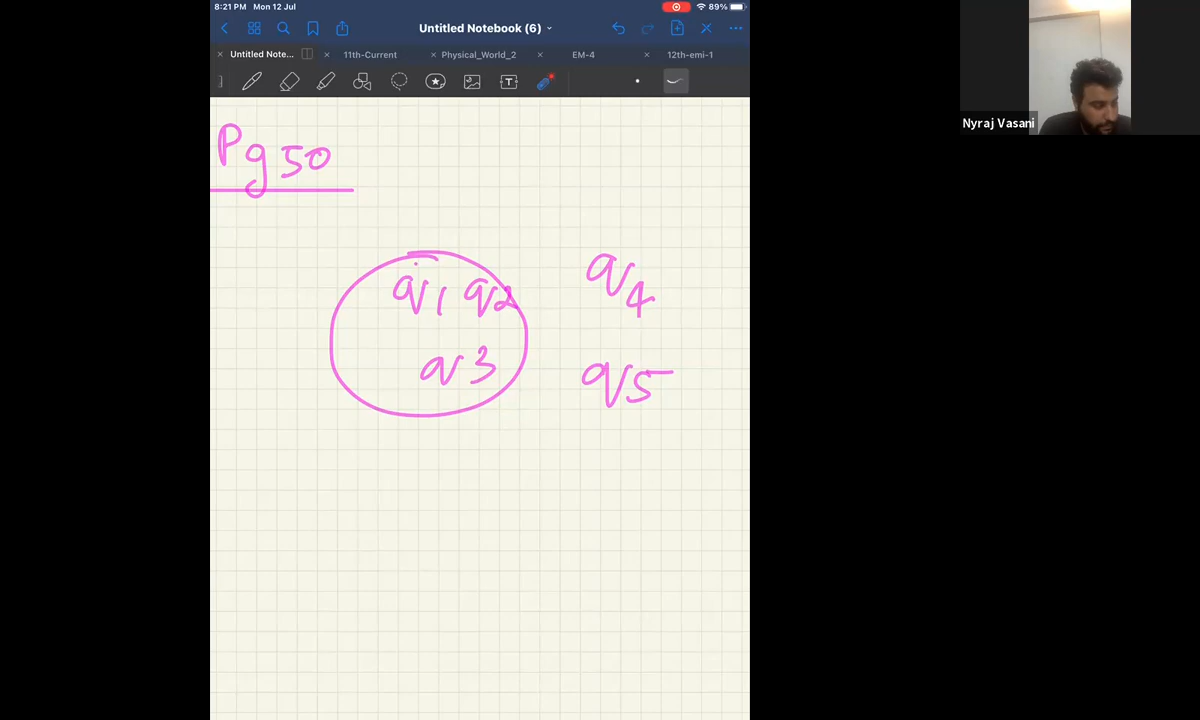 8:21 PM Mon 12 Jul
89%
Untitled Notebook (6)
Untitled Note...
11th-Current
Physical_World_2
EM-4
12th-emi-1
Nyraj Vasani
Pg 50
q1 q2
q3
q4
q5